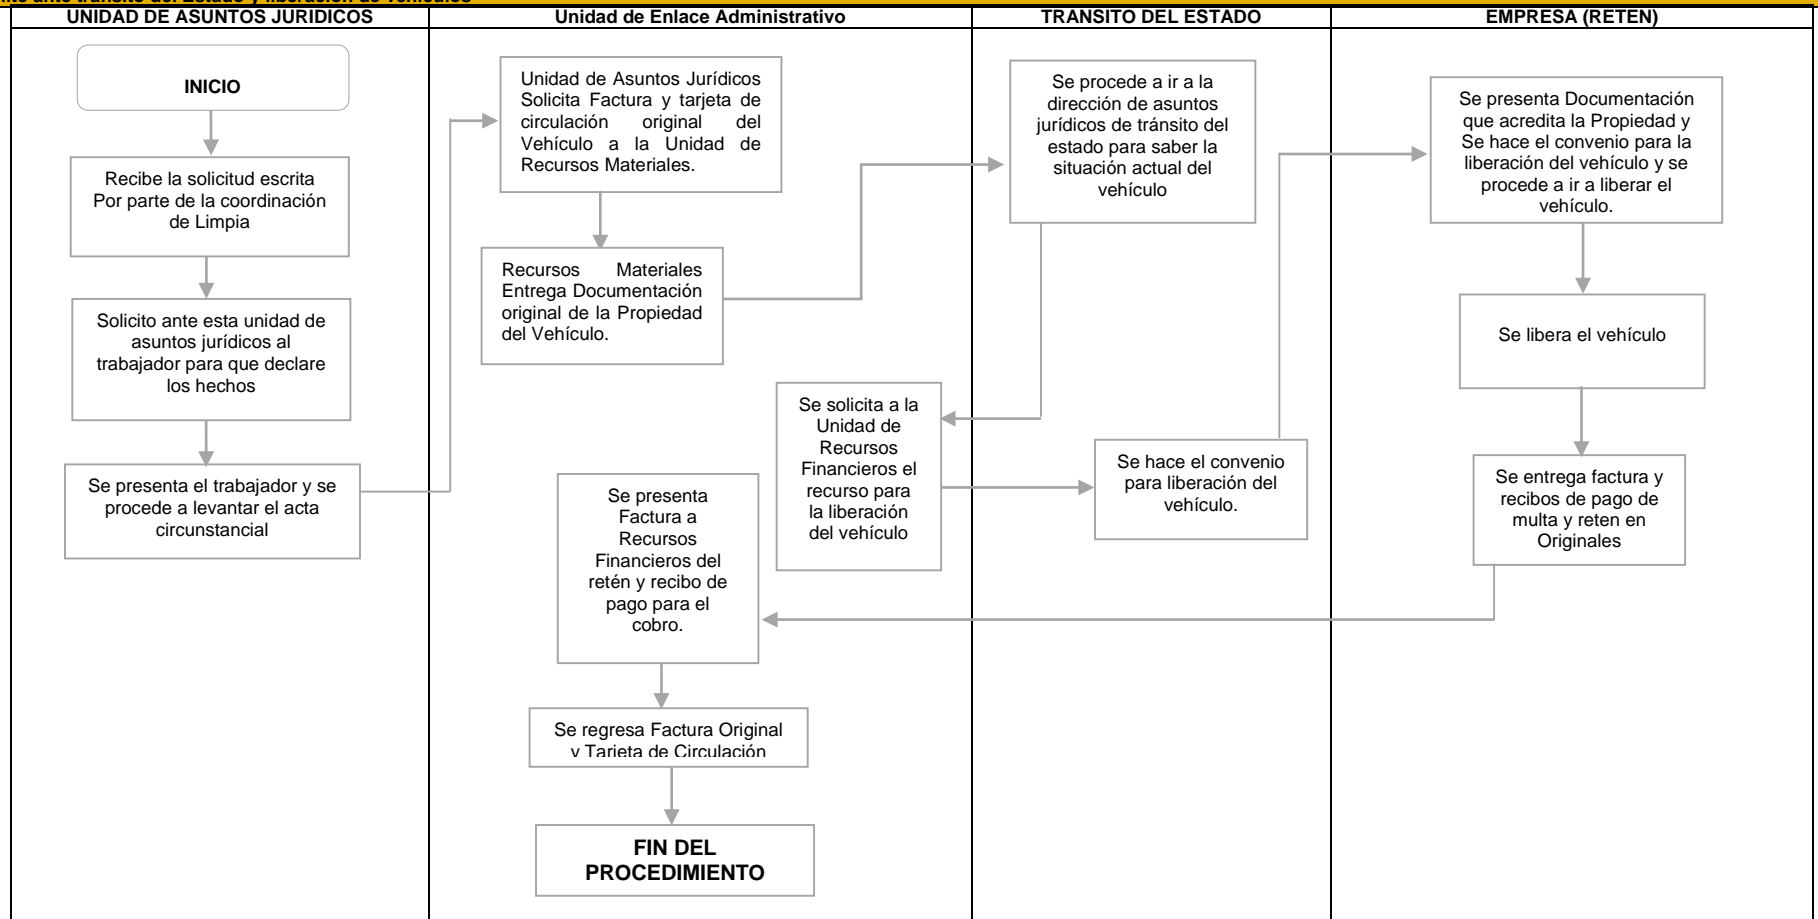 nto ante tránsito del Estado y liberación de vehículos
UNIDAD DE ASUNTOS JURIDICOS
Unidad de Enlace Administrativo
TRANSITO DEL ESTADO
EMPRESA (RETEN)
INICIO
Recibe la solicitud escrita
Por parte de la coordinación
de Limpia
Solicito ante esta unidad de
asuntos jurídicos al
trabajador para que declare
los hechos
Se presenta el trabajador y se
procede a levantar el acta
circunstancial
Unidad de Asuntos Jurídicos
Solicita Factura y tarjeta de
circulación original del
Vehículo a la Unidad de
Recursos Materiales.
Recursos Materiales
Entrega Documentación
original de la Propiedad
del Vehículo.
Se procede a ir a la
dirección de asuntos
jurídicos de tránsito del
estado para saber la
situación actual del
vehículo
Se solicita a la
Unidad de
Recursos
Financieros el
recurso para
la liberación
del vehículo
Se hace el convenio
para liberación del
vehículo.
Se presenta Documentación
que acredita la Propiedad y
Se hace el convenio para la
liberación del vehículo y se
procede a ir a liberar el
vehículo.
Se libera el vehículo
Se entrega factura y
recibos de pago de
multa y reten en
Originales
Se presenta
Factura a
Recursos
Financieros del
retén y recibo de
pago para el
cobro.
Se regresa Factura Original
y Tarjeta de Circulación
FIN DEL
PROCEDIMIENTO